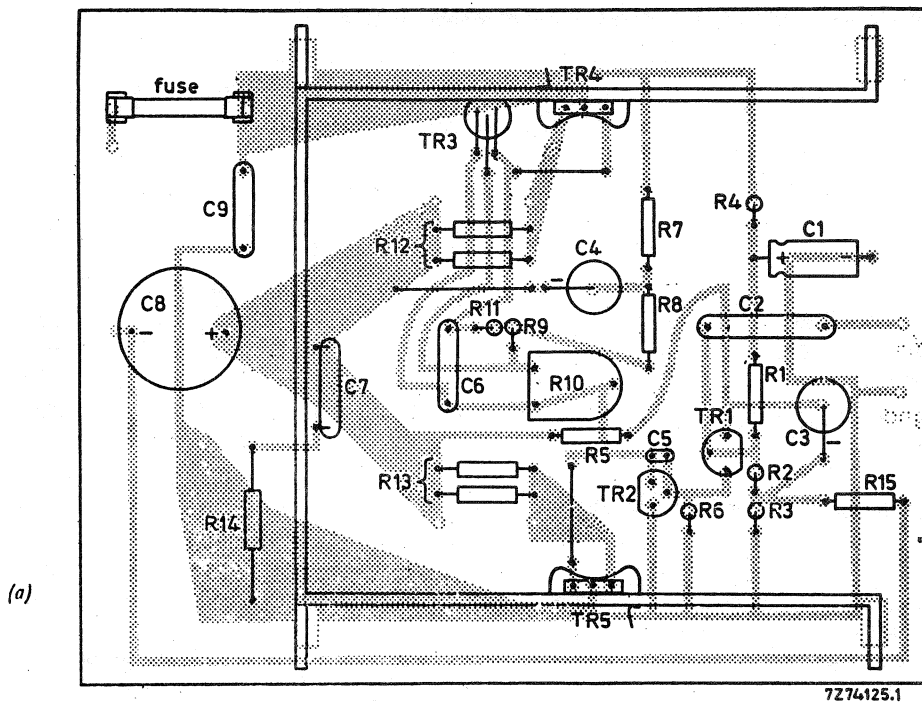 TR4
fuse
TR3
C9
R4
C1
R7
R12
C4
+ −
−
C8
R11
R9
R8
C2
− +
C7
C6
R10
R1
C3
TR1
R5
C5
R13
R2
−
R14
TR2
R6
R3
R15
(a)
TR5
7Z74125.1